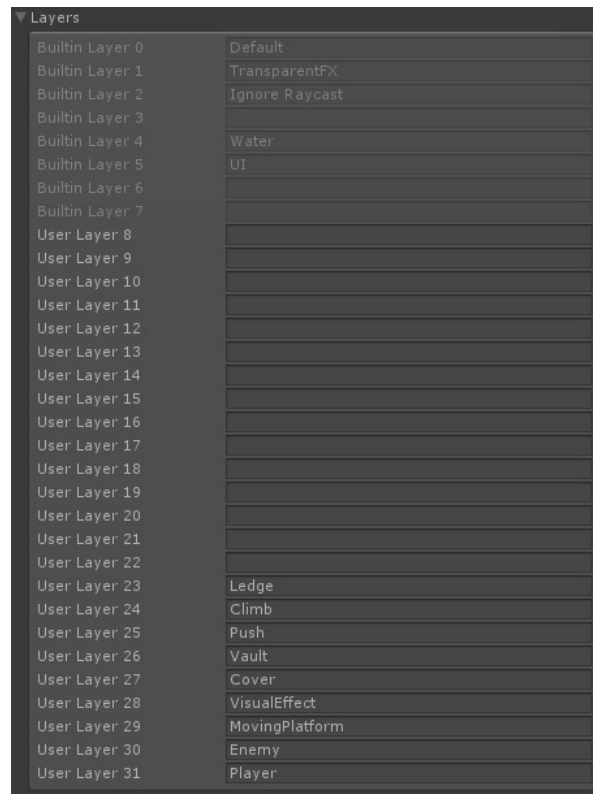 Layers
Builtin Layer 0 Default
Builtin Layer 1 TransparentFX
Builtin Layer 2 Ignore Raycast
Builtin Layer 3
Builtin Layer 4 Water
Builtin Layer 5 UI
Builtin Layer 6
Builtin Layer 7
User Layer 8
User Layer 9
User Layer 10
User Layer 11
User Layer 12
User Layer 13
User Layer 14
User Layer 15
User Layer 16
User Layer 17
User Layer 18
User Layer 19
User Layer 20
User Layer 21
User Layer 22
User Layer 23 Ledge
User Layer 24 Climb
User Layer 25 Push
User Layer 26 Vault
User Layer 27 Cover
User Layer 28 VisualEffect
User Layer 29 MovingPlatform
User Layer 30 Enemy
User Layer 31 Player